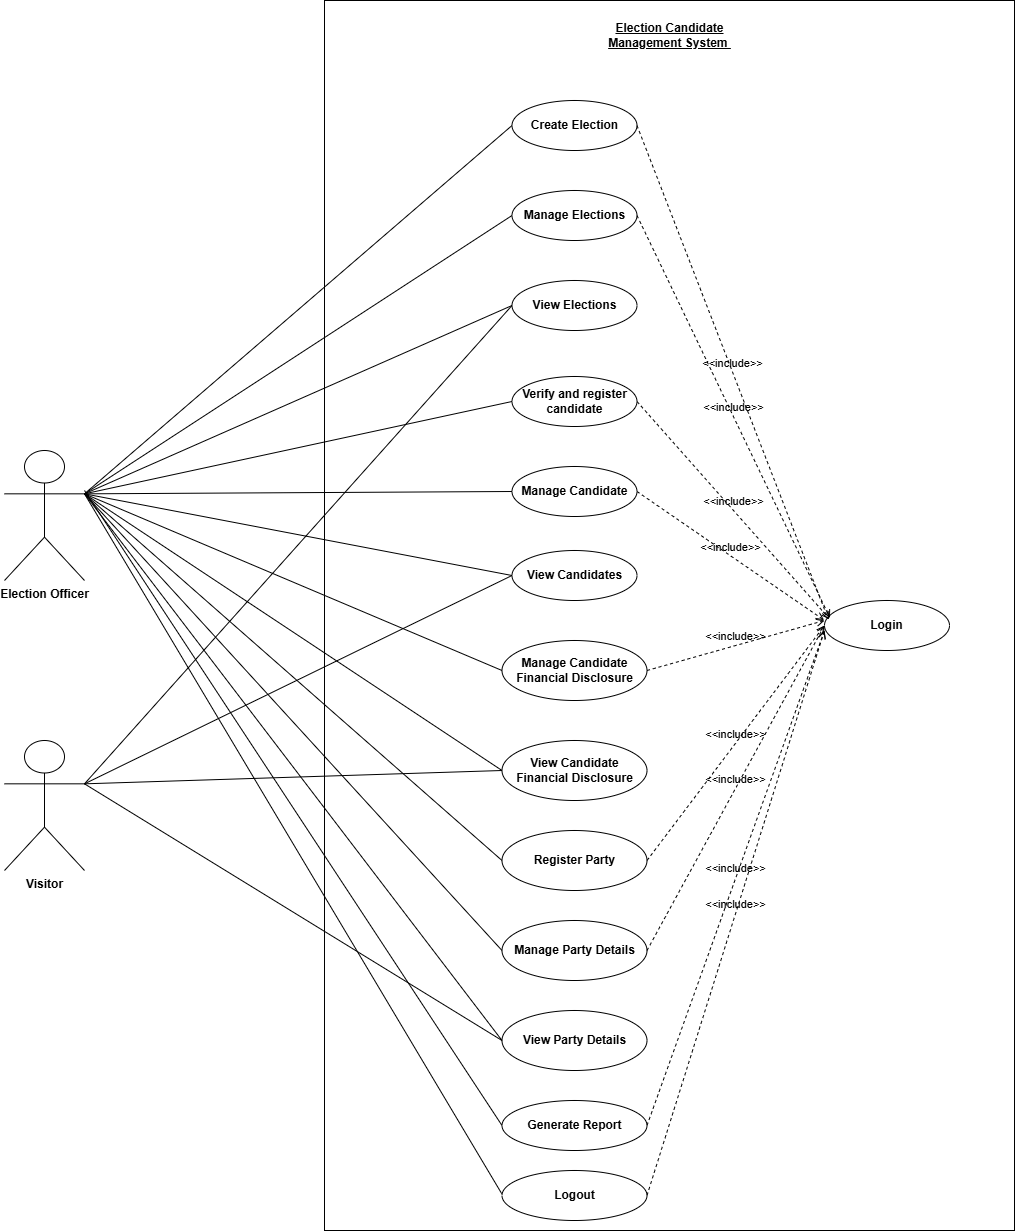 Election Candidate
Management System
Create Election
Manage Elections
View Elections
<<include>>
Verify and register
candidate
<<include>>
Manage Candidate
<<include>>
<<include>>
View Candidates
Election Officer
Login
<<include>>
Manage Candidate
Financial Disclosure
<<include>>
View Candidate
Financial Disclosure
<<include>>
Register Party
<<include>>
Visitor
<<include>>
Manage Party Details
View Party Details
Generate Report
Logout